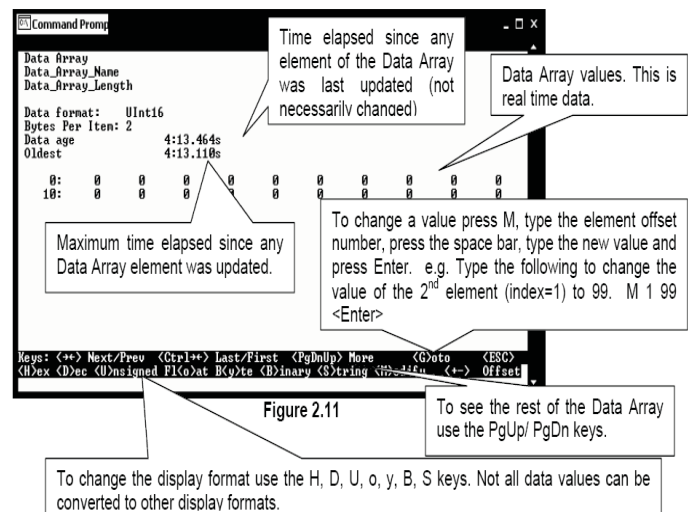 Command Promp
Time elapsed since any
element of the Data Array
was last updated (not
necessarily changed)
Data Array values. This is
real time data.
Data Array
Data_Array_Name
Data_Array_Length
Data format: UInt16
Bytes Per Item: 2
Data age 4:13.464s
Oldest 4:13.110s
0: 0 0 0 0 0 0 0 0 0 0
10: 0 0 0 0 0 0 0 0 0 0
Maximum time elapsed since any
Data Array element was updated.
To change a value press M, type the element offset
number, press the space bar, type the new value and
press Enter. e.g. Type the following to change the
value of the 2nd element (index=1) to 99. M 1 99
<Enter>
Keys: <→←> Next/Prev <Ctrl→←> Last/First <PgDnUp> More <G>oto <ESC>
<H>ex <D>ec <U>nsigned Fl<o>at B<y>te <B>inary <S>tring <M>odify <+-> Offset
Figure 2.11
To see the rest of the Data Array
use the PgUp/ PgDn keys.
To change the display format use the H, D, U, o, y, B, S keys. Not all data values can be
converted to other display formats.